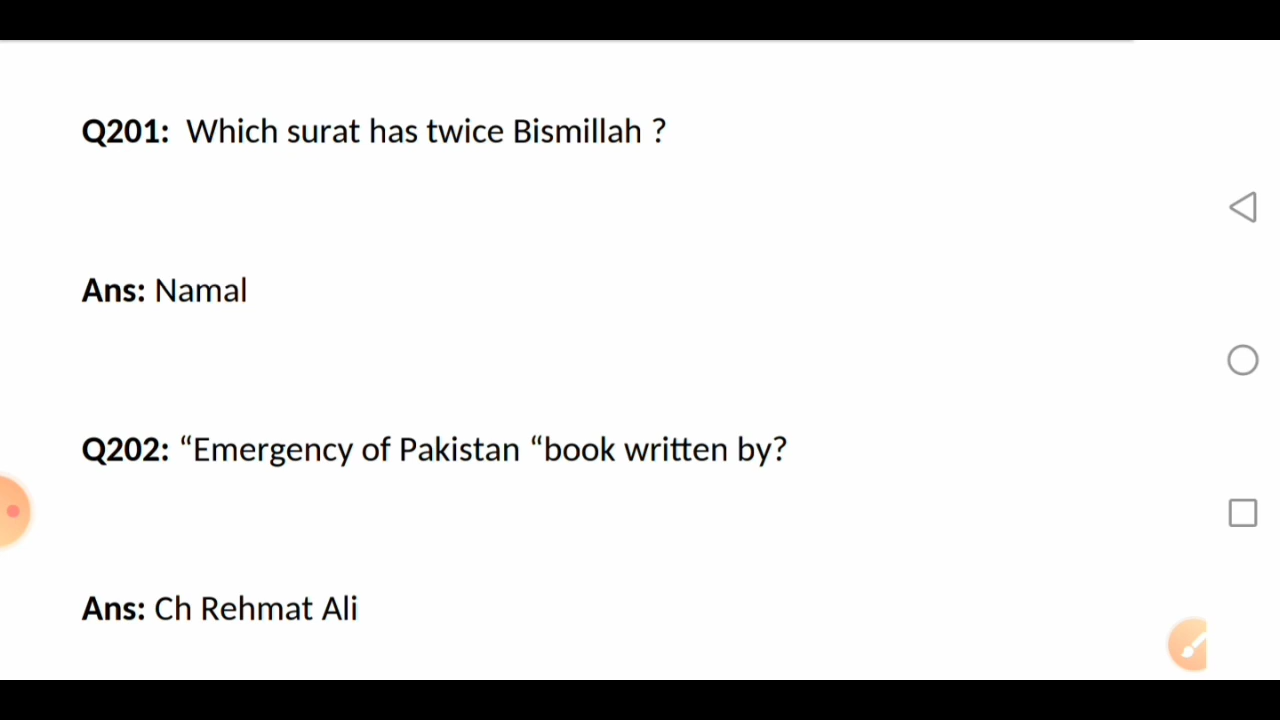 Q201: Which surat has twice Bismillah ?
Ans: Namal
Q202: “Emergency of Pakistan “book written by?
Ans: Ch Rehmat Ali